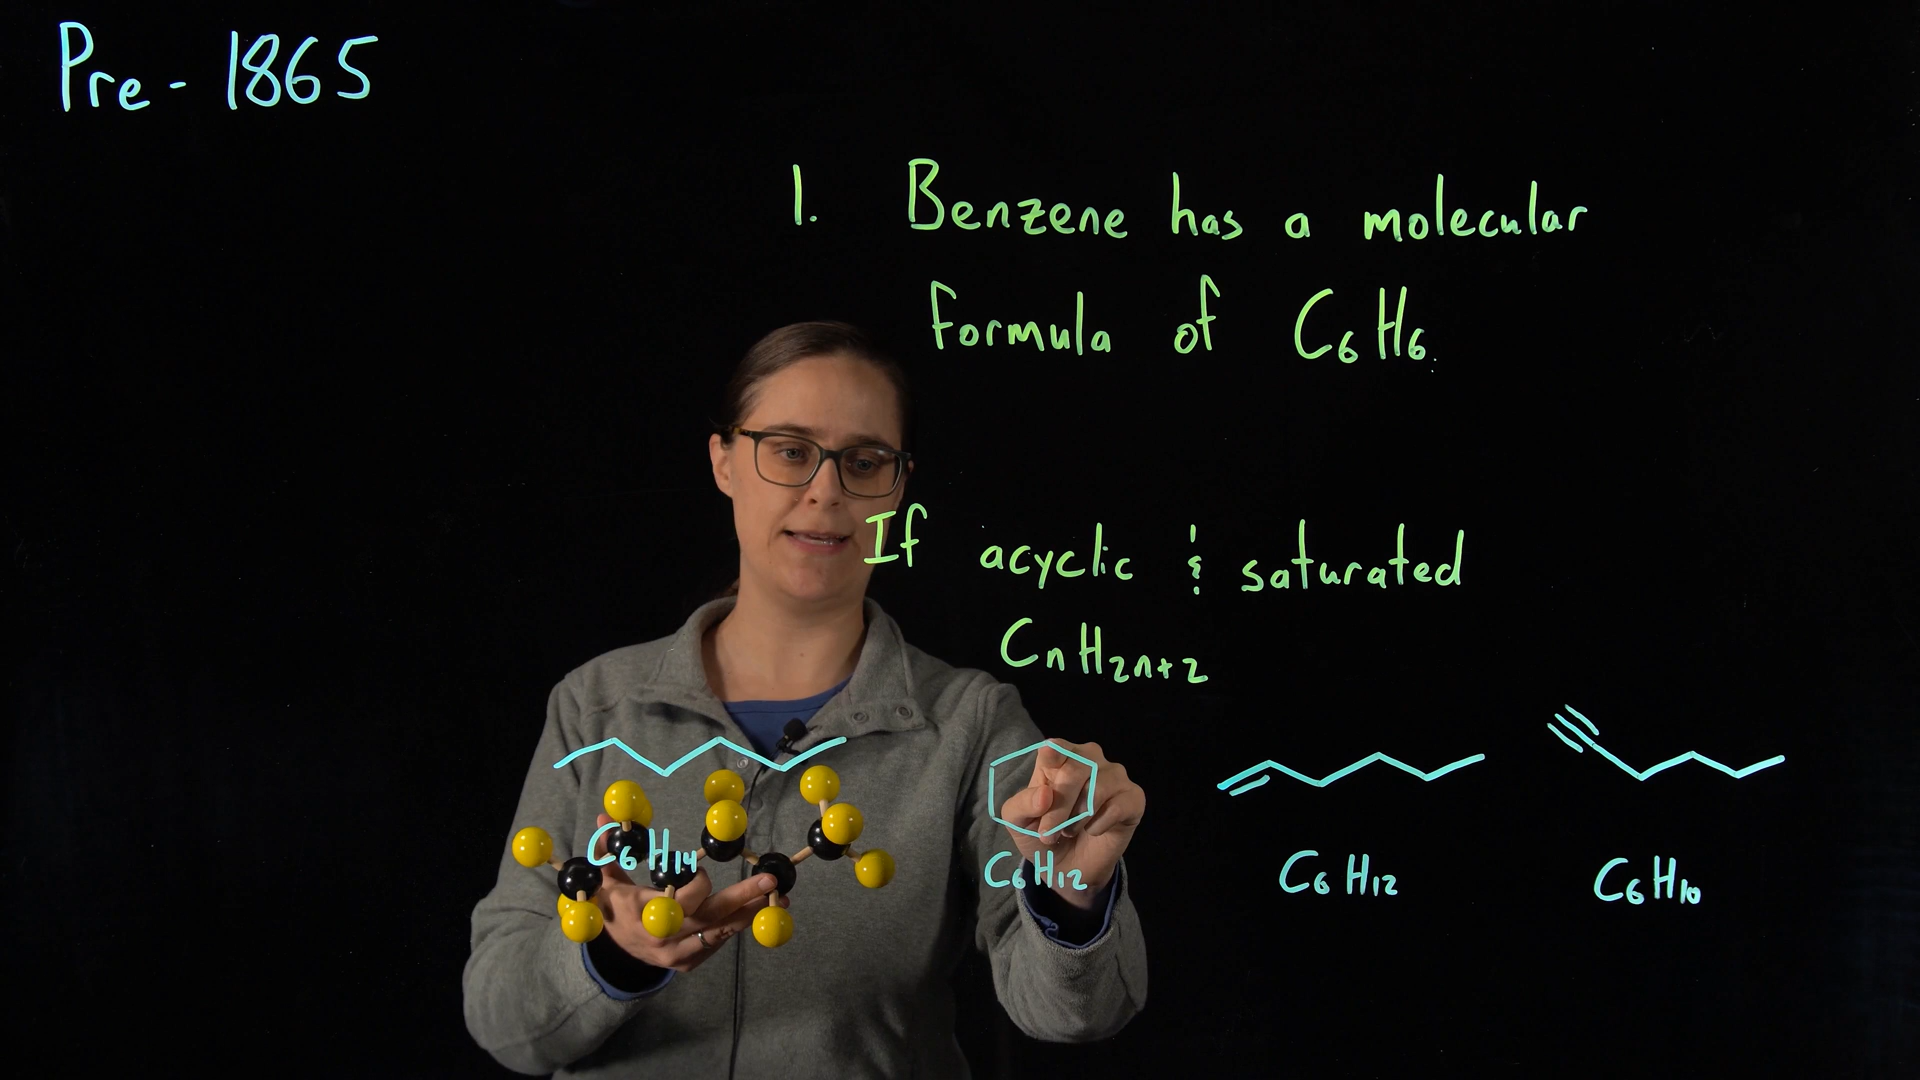 Pre-1865
1. Benzene has a molecular
formula of C₆H₆.
If acyclic & saturated
CnH2n+2
C₆H₁₄
C₆H₁₂
C₆H₁₂
C₆H₁₀